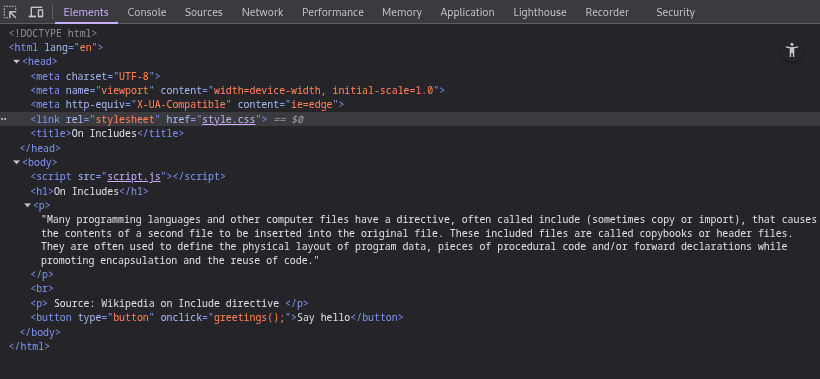 Elements Console Sources Network Performance Memory Application Lighthouse Recorder Security
<!DOCTYPE html>
<html lang="en">
<head>
<meta charset="UTF-8">
<meta name="viewport" content="width=device-width, initial-scale=1.0">
<meta http-equiv="X-UA-Compatible" content="ie=edge">
<link rel="stylesheet" href="style.css"> == $0
<title>On Includes</title>
</head>
<body>
<script src="script.js"></script>
<h1>On Includes</h1>
<p>
"Many programming languages and other computer files have a directive, often called include (sometimes copy or import), that causes
the contents of a second file to be inserted into the original file. These included files are called copybooks or header files.
They are often used to define the physical layout of program data, pieces of procedural code and/or forward declarations while
promoting encapsulation and the reuse of code."
</p>
<br>
<p> Source: Wikipedia on Include directive </p>
<button type="button" onclick="greetings();">Say hello</button>
</body>
</html>